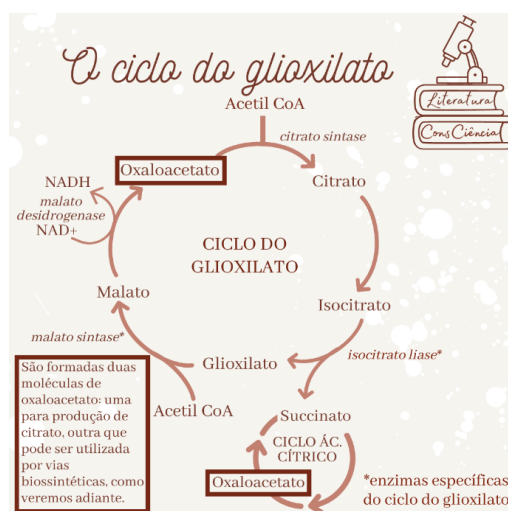 O ciclo do glioxilato
Literatura
ConsCiência
Acetil CoA
citrato sintase
Oxaloacetato
Citrato
NADH
malato
desidrogenase
NAD+
CICLO DO
GLIOXILATO
Malato
Isocitrato
malato sintase*
isocitrato liase*
Glioxilato
São formadas duas
moléculas de
oxaloacetato: uma
para produção de
citrato, outra que
pode ser utilizada
por vias
biossintéticas, como
veremos adiante.
Acetil CoA
Succinato
CICLO ÁC.
CÍTRICO
Oxaloacetato
*enzimas específicas
do ciclo do glioxilato